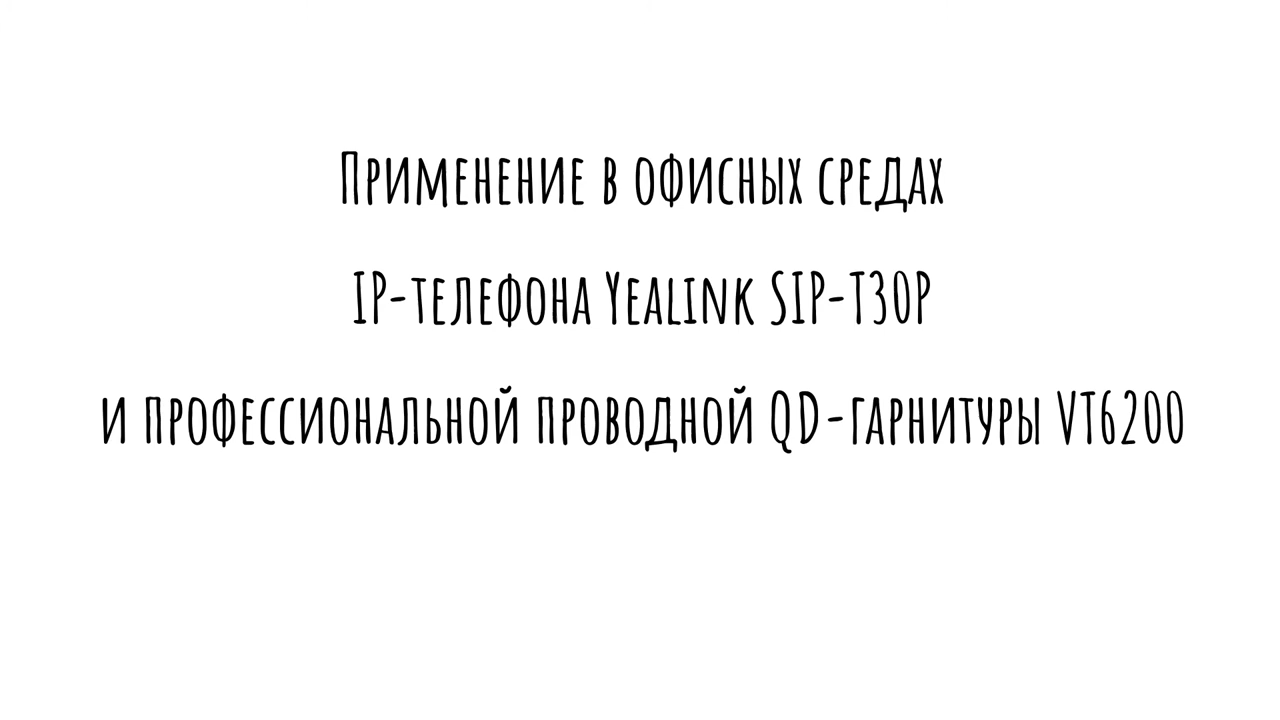 Применение в офисных средах
IP-телефона Yealink SIP-T30P
и профессиональной проводной QD-гарнитуры VT6200